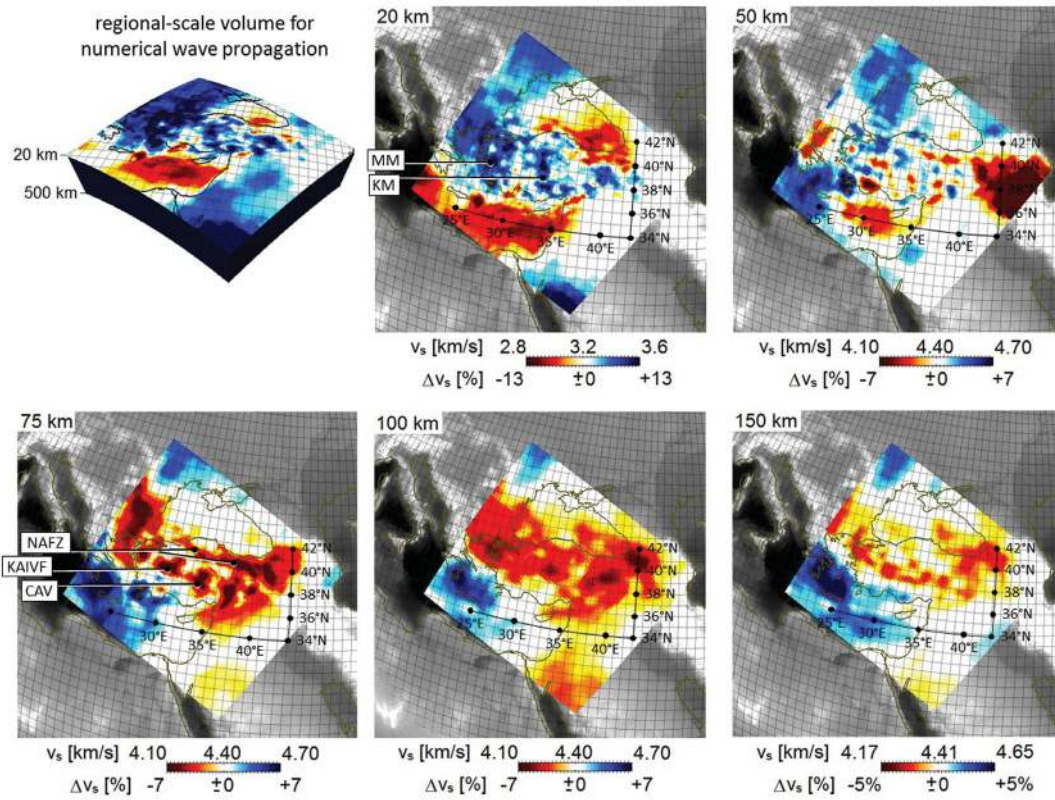 regional-scale volume for
numerical wave propagation
20 km
500 km
20 km
MM
KM
42°N
40°N
38°N
36°N
34°N
25°E
30°E
35°E
40°E
vs [km/s] 2.8 3.2 3.6
Δvs [%] -13 ±0 +13
50 km
42°N
40°N
38°N
36°N
34°N
25°E
30°E
35°E
40°E
vs [km/s] 4.10 4.40 4.70
Δvs [%] -7 ±0 +7
75 km
NAFZ
KAIVF
CAV
42°N
40°N
38°N
36°N
34°N
30°E
35°E
40°E
vs [km/s] 4.10 4.40 4.70
Δvs [%] -7 ±0 +7
100 km
42°N
40°N
38°N
36°N
34°N
25°E
30°E
35°E
40°E
vs [km/s] 4.10 4.40 4.70
Δvs [%] -7 ±0 +7
150 km
42°N
40°N
38°N
36°N
34°N
25°E
30°E
35°E
40°E
vs [km/s] 4.17 4.41 4.65
Δvs [%] -5% ±0 +5%